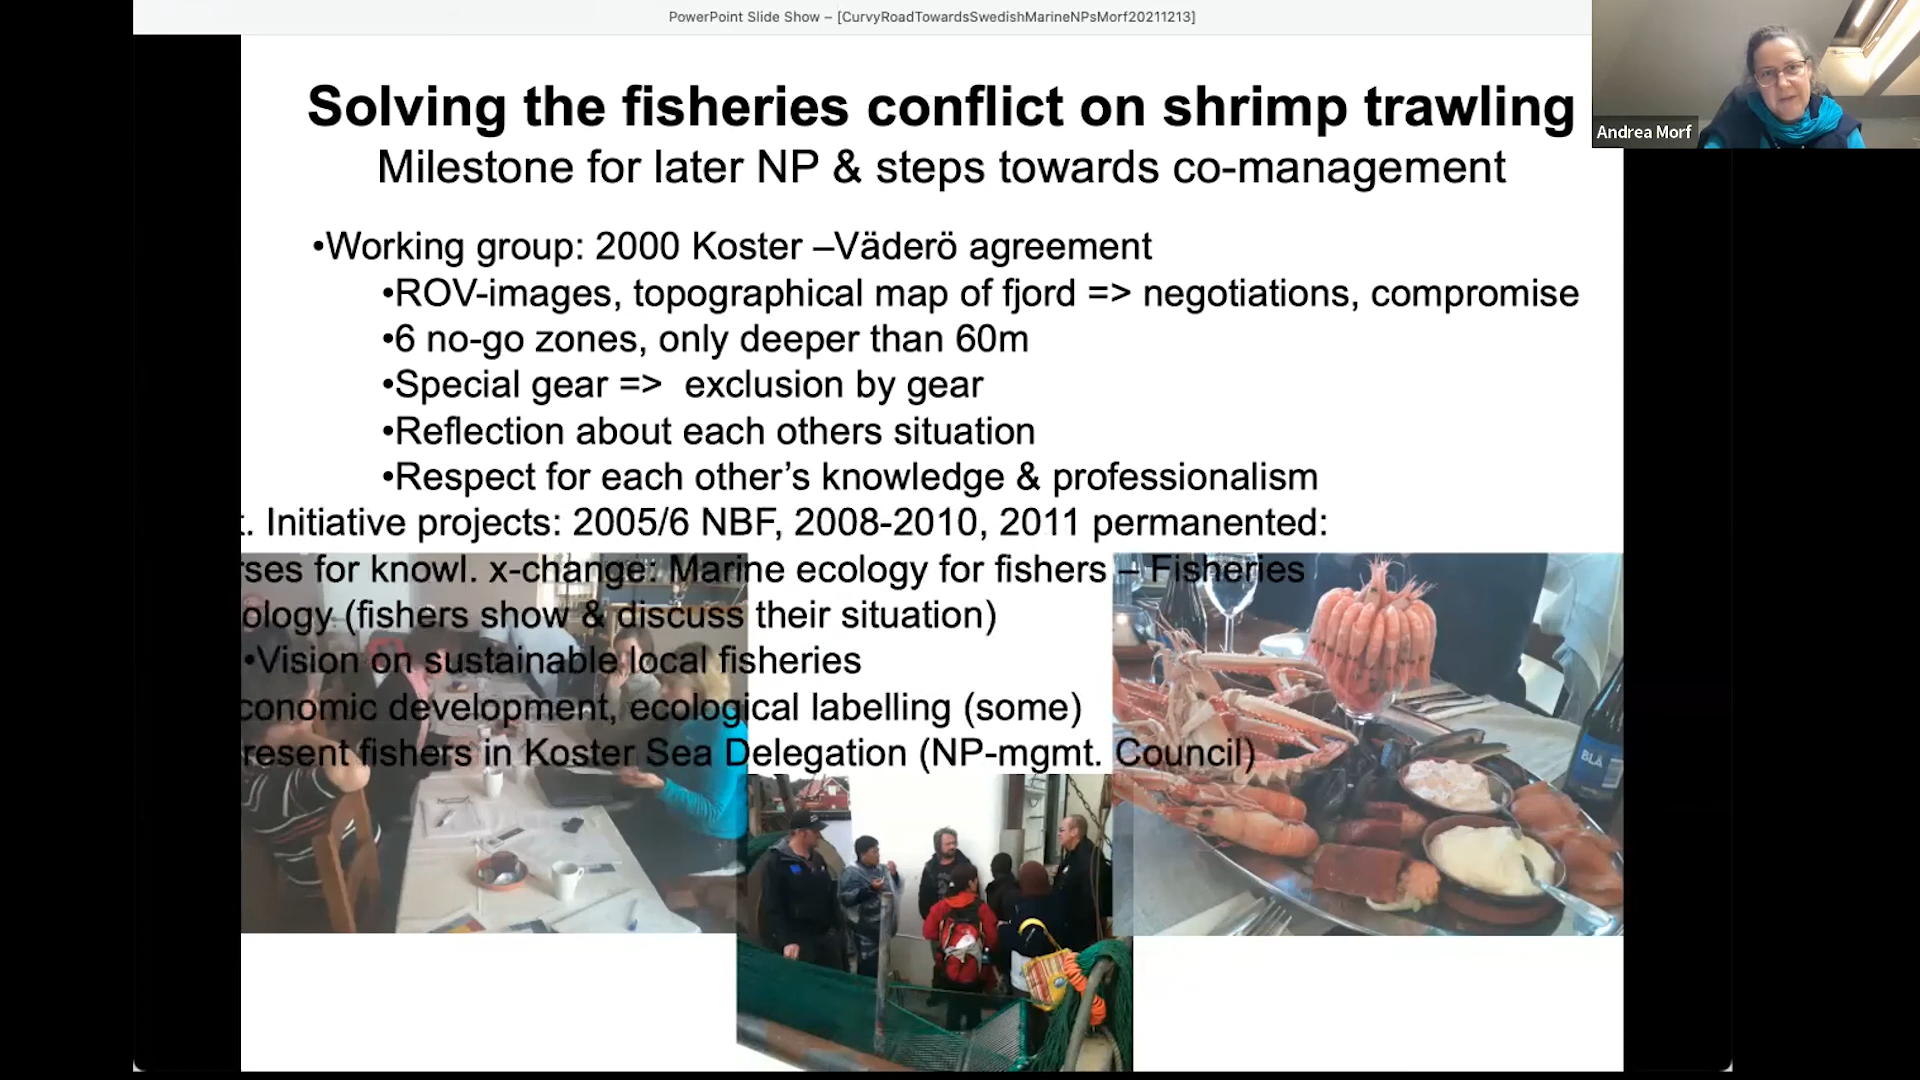 PowerPoint Slide Show – [CurvyRoadTowardsSwedishMarineNPsMorf20211213]
Andrea Morf
Solving the fisheries conflict on shrimp trawling
Milestone for later NP & steps towards co-management
•Working group: 2000 Koster –Väderö agreement
•ROV-images, topographical map of fjord => negotiations, compromise
•6 no-go zones, only deeper than 60m
•Special gear => exclusion by gear
•Reflection about each others situation
•Respect for each other's knowledge & professionalism
t. Initiative projects: 2005/6 NBF, 2008-2010, 2011 permanented:
rses for knowl. x-change: Marine ecology for fishers – Fisheries
ology (fishers show & discuss their situation)
•Vision on sustainable local fisheries
conomic development, ecological labelling (some)
resent fishers in Koster Sea Delegation (NP-mgmt. Council)
BLÅ